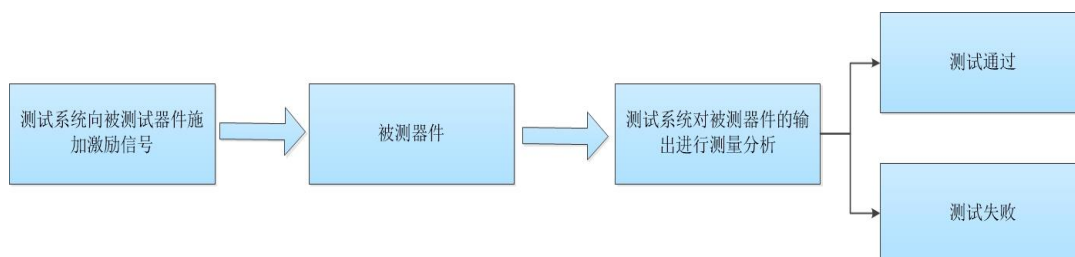 测试系统向被测试器件施
加激励信号
被测器件
测试系统对被测器件的输
出进行测量分析
测试通过
测试失败